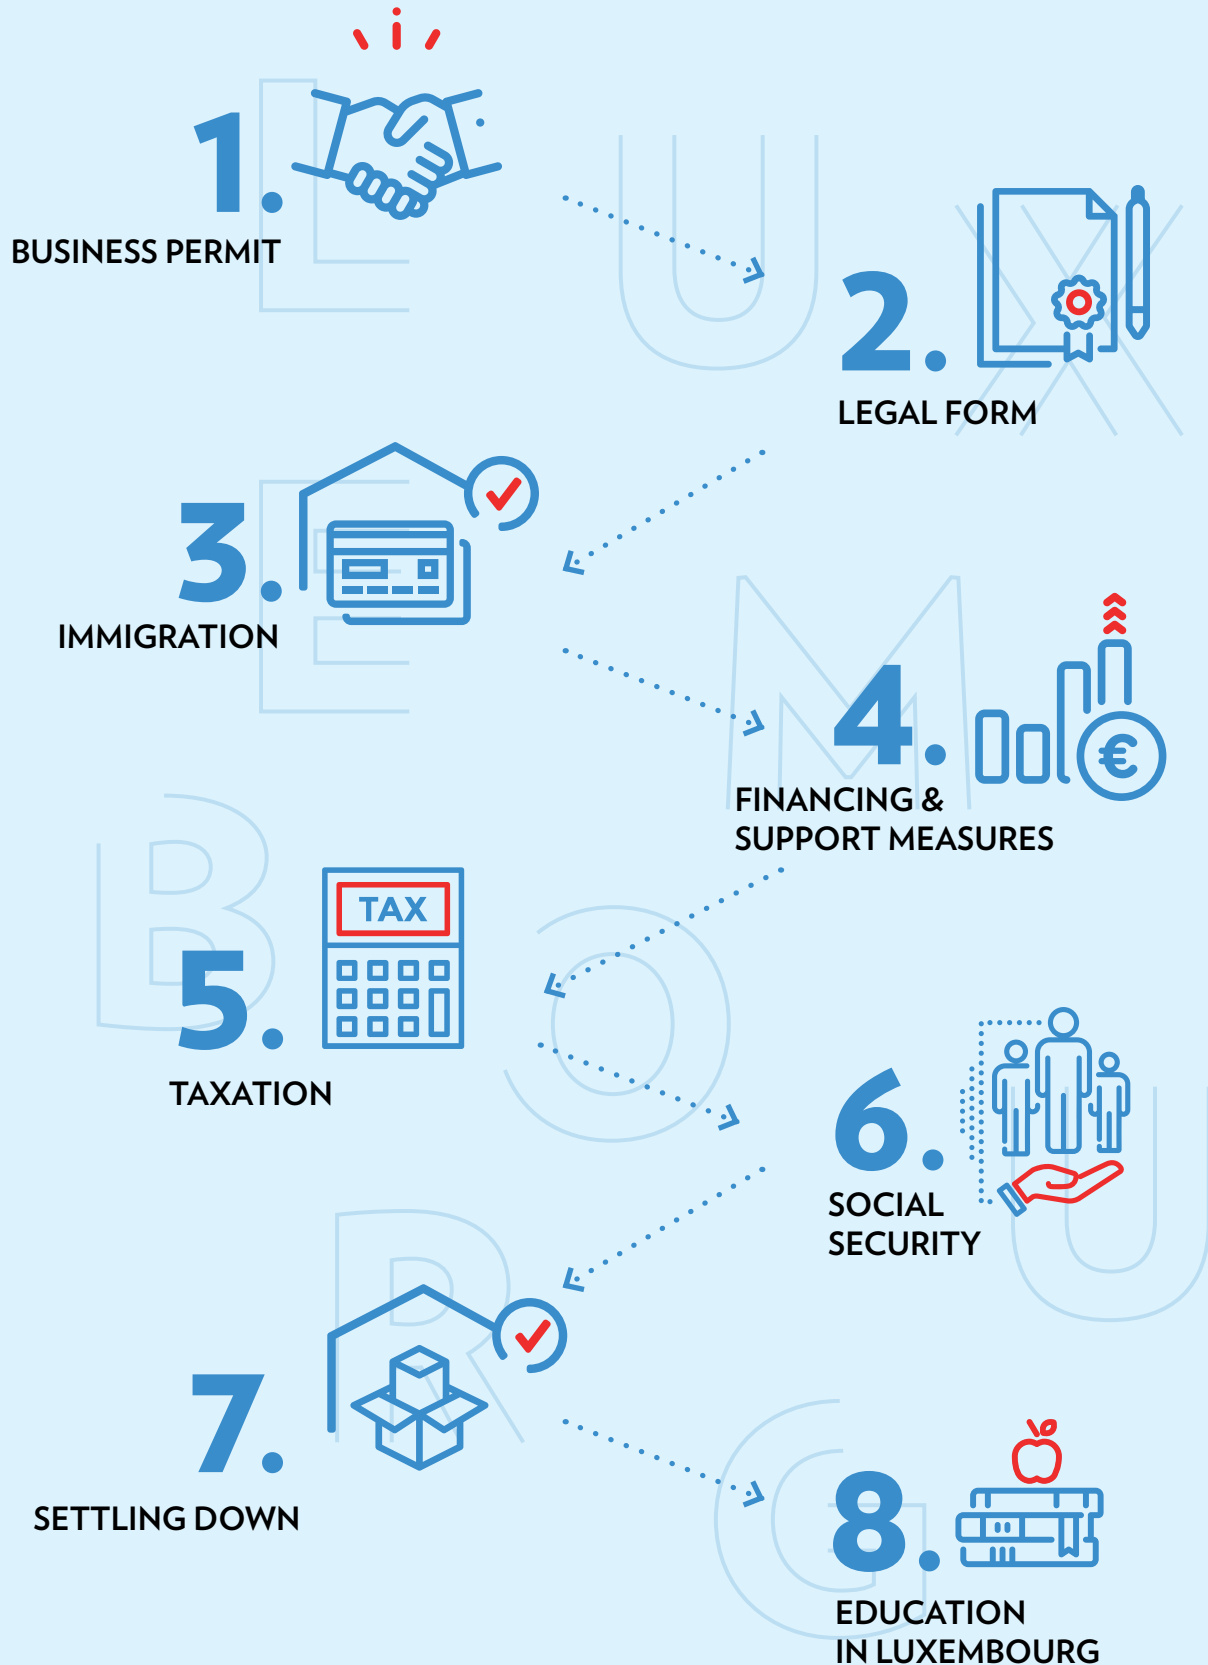 1.
BUSINESS PERMIT
2.
LEGAL FORM
3.
IMMIGRATION
4.
€
FINANCING &
SUPPORT MEASURES
TAX
5.
TAXATION
6.
SOCIAL
SECURITY
7.
SETTLING DOWN
8.
EDUCATION
IN LUXEMBOURG
L
U
X
E
M
B
O
U
R
G